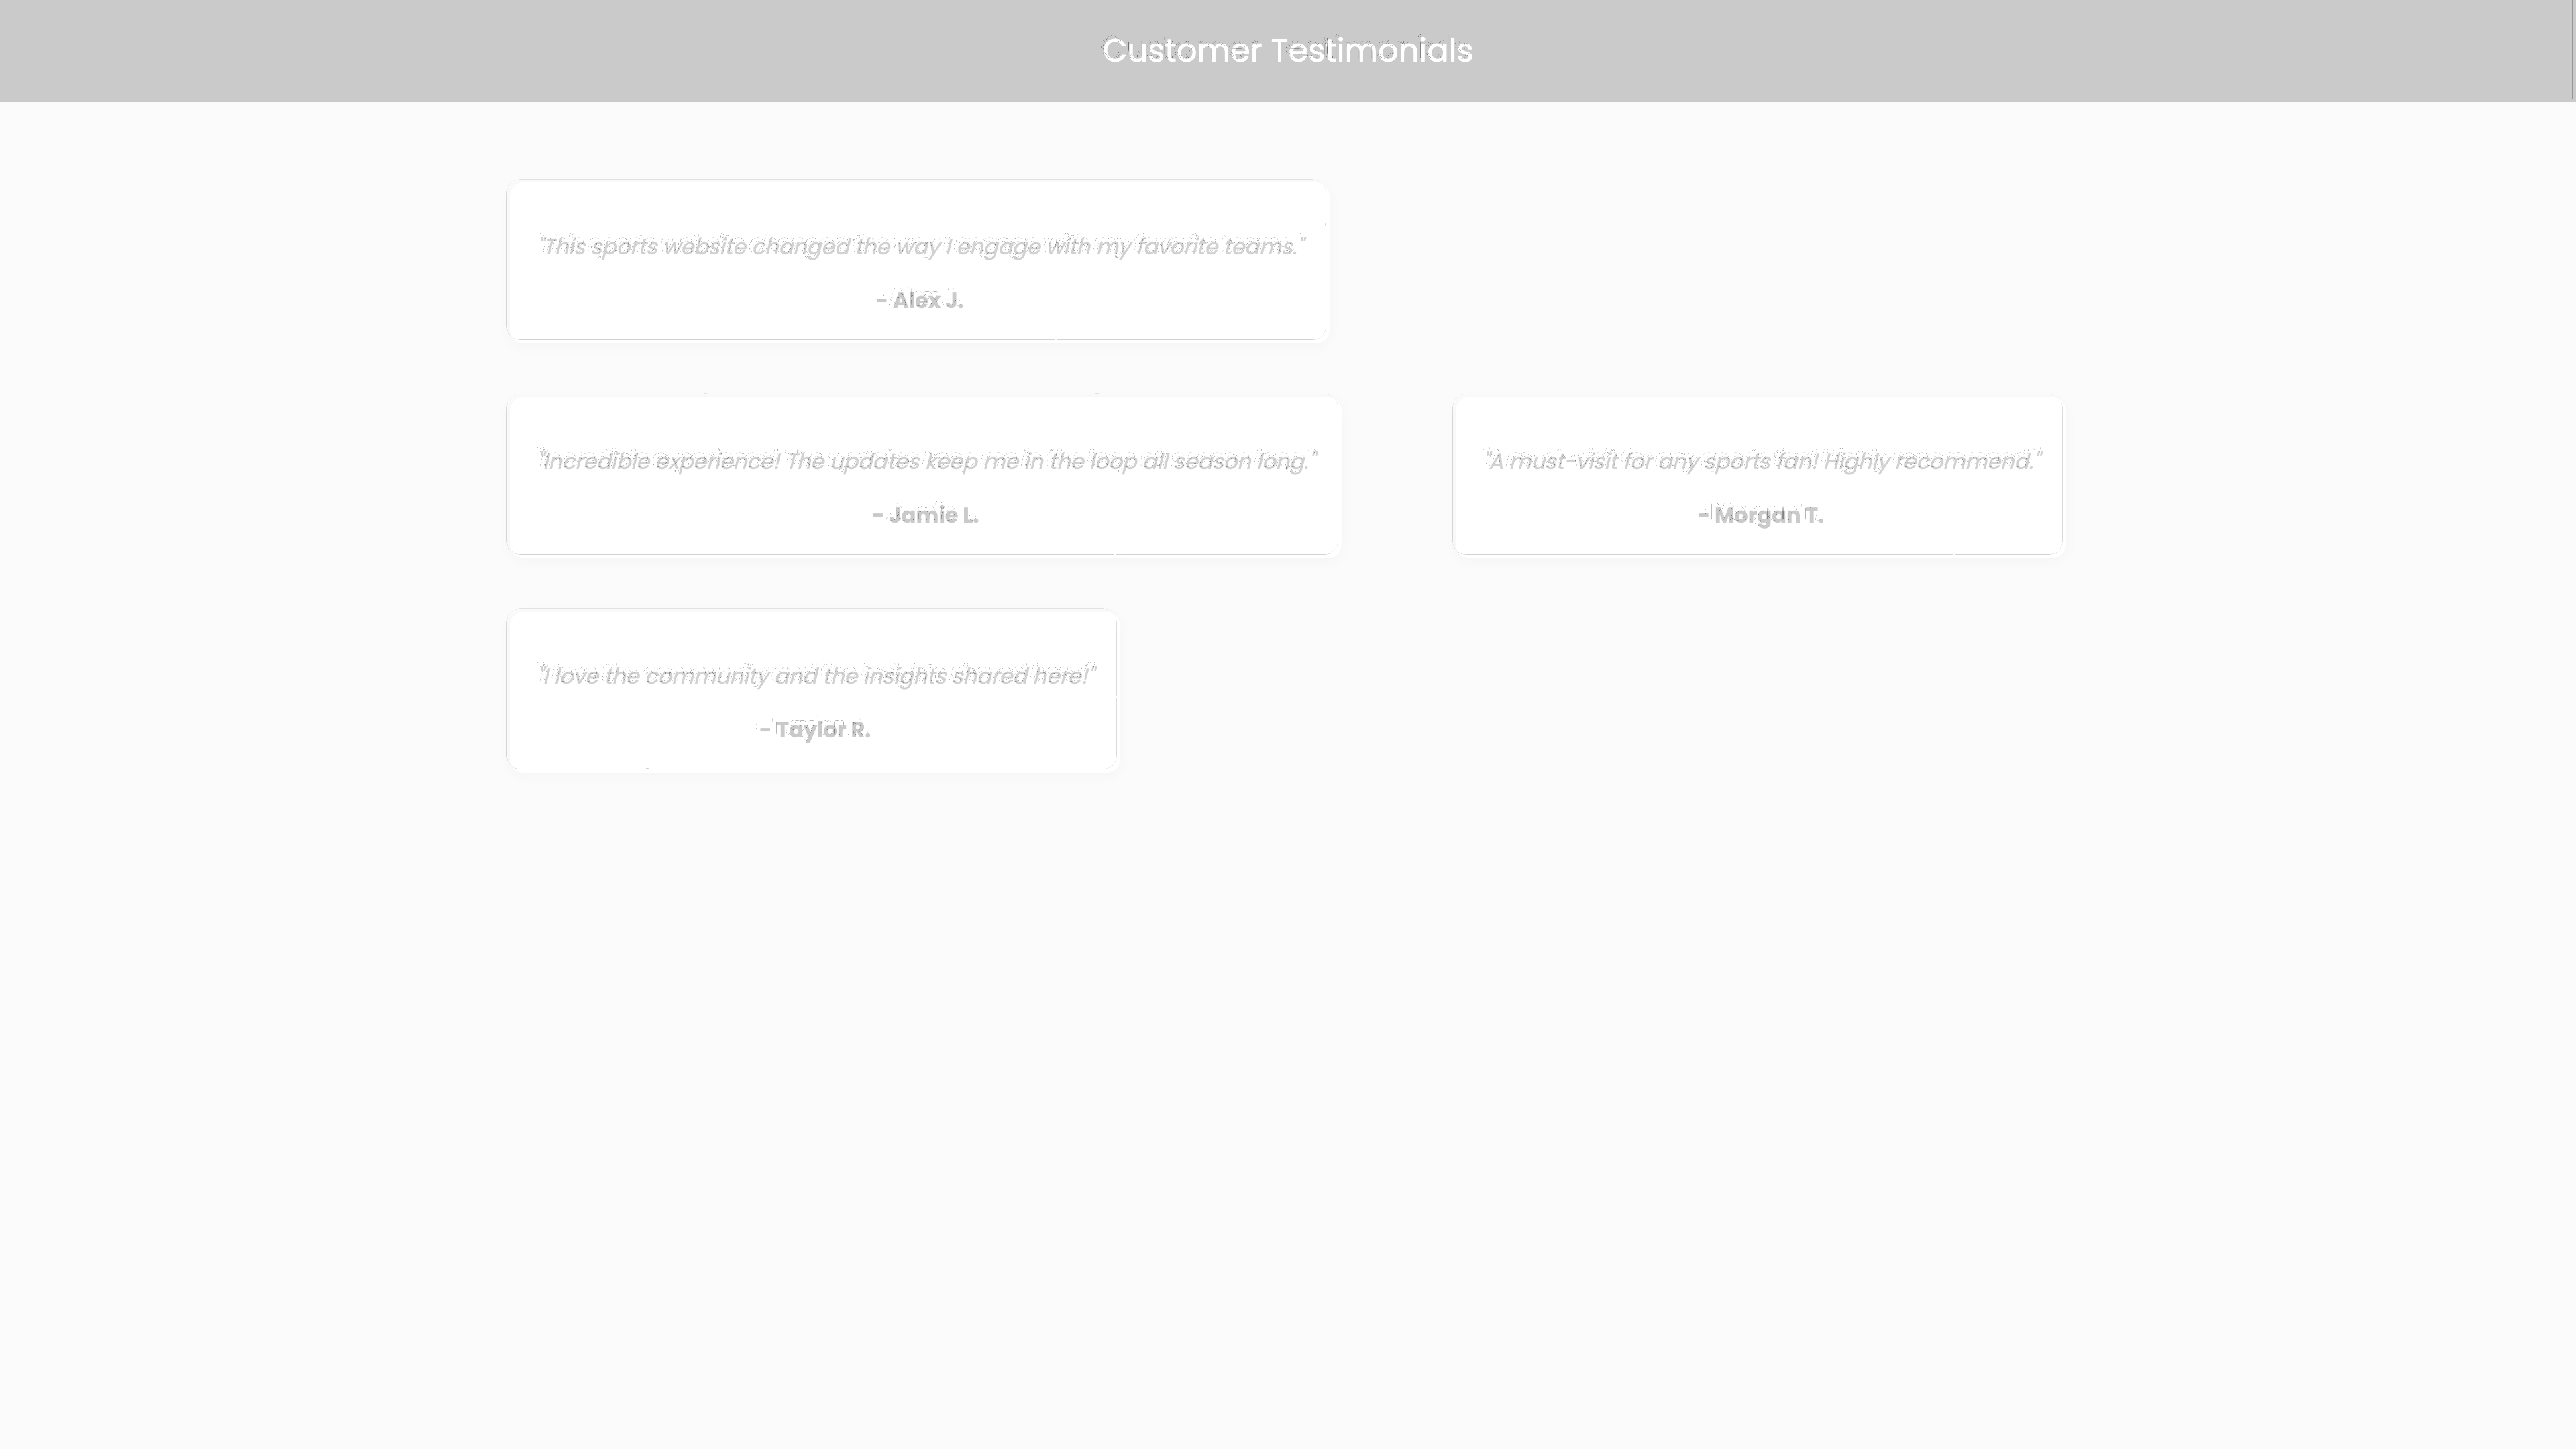 Customer Testimonials
"This sports website changed the way I engage with my favorite teams."
- Alex J.
"Incredible experience! The updates keep me in the loop all season long."
- Jamie L.
"A must-visit for any sports fan! Highly recommend."
- Morgan T.
"I love the community and the insights shared here!"
- Taylor R.